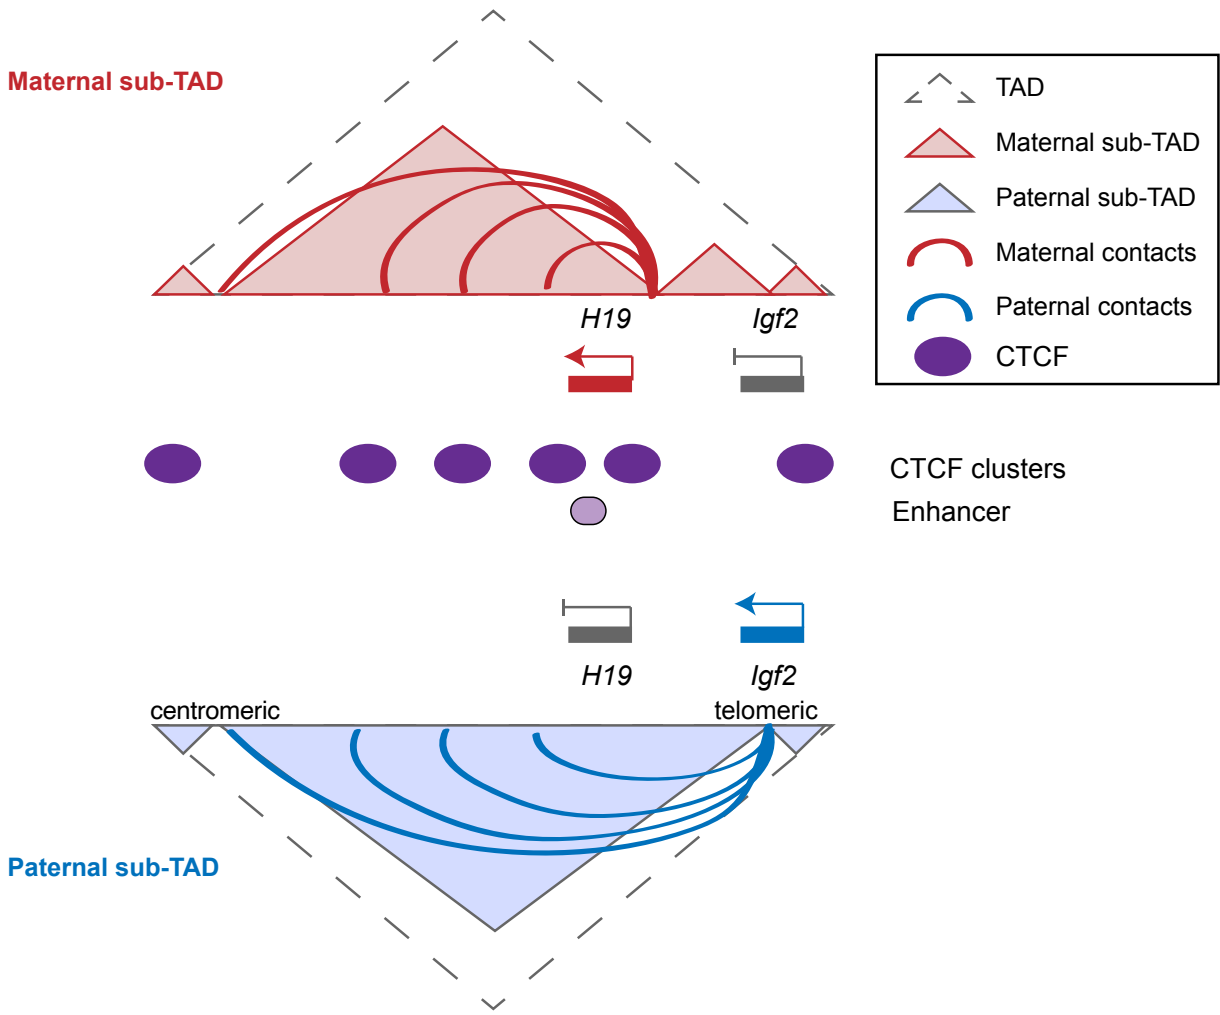 Maternal sub-TAD
TAD
Maternal sub-TAD
Paternal sub-TAD
Maternal contacts
Paternal contacts
CTCF
H19 Igf2
CTCF clusters
Enhancer
H19 Igf2
centromeric telomeric
Paternal sub-TAD